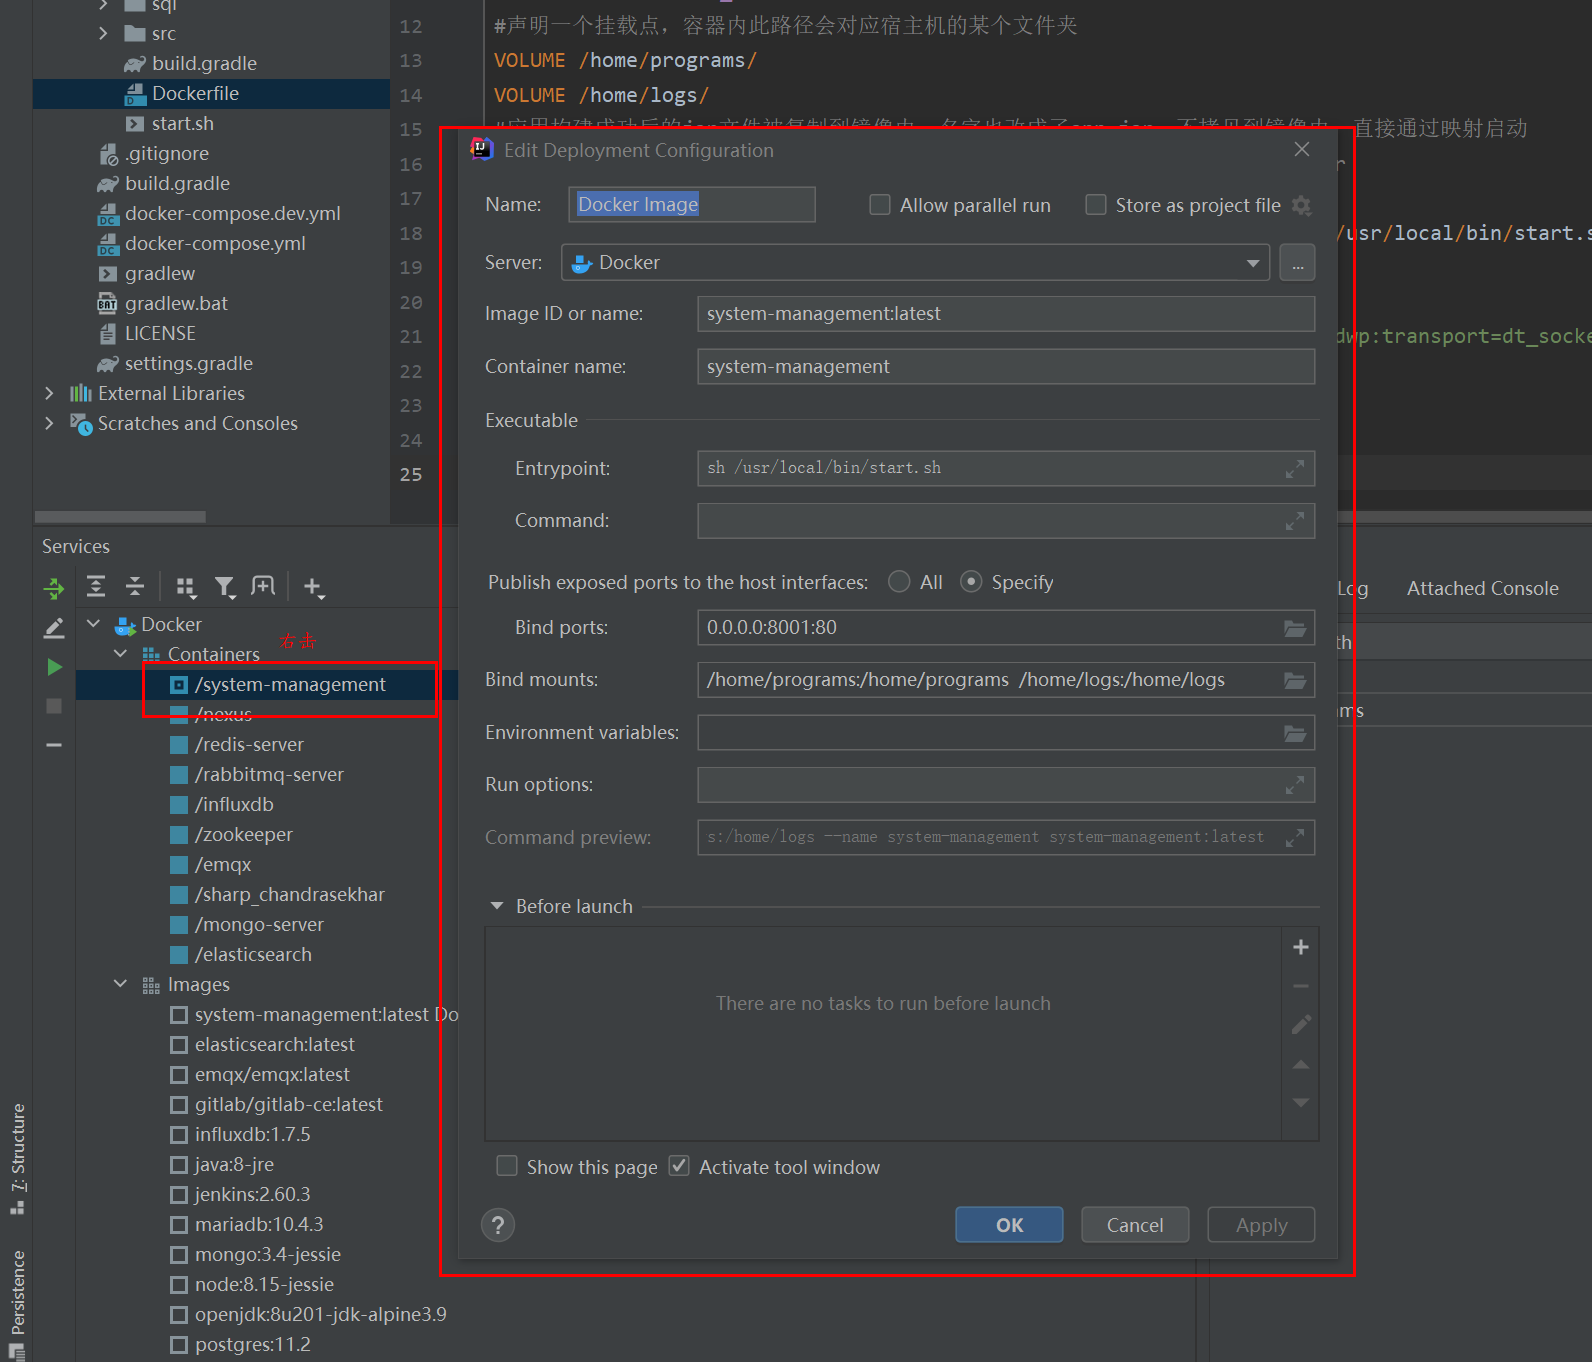 sql
src
build.gradle
Dockerfile
start.sh
.gitignore
build.gradle
docker-compose.dev.yml
docker-compose.yml
gradlew
gradlew.bat
LICENSE
settings.gradle
External Libraries
Scratches and Consoles
12 #声明一个挂载点，容器内此路径会对应宿主机的某个文件夹
13 VOLUME /home/programs/
14 VOLUME /home/logs/
15 直接通过映射启动
16
17
18 /usr/local/bin/start.s
19
20
21 dwp:transport=dt_socke
22
23
24
25
Edit Deployment Configuration
Name: Docker Image
Allow parallel run
Store as project file
Server: Docker
...
Image ID or name: system-management:latest
Container name: system-management
Executable
Entrypoint: sh /usr/local/bin/start.sh
Command:
Publish exposed ports to the host interfaces: All Specify
Bind ports: 0.0.0.0:8001:80
Bind mounts: /home/programs:/home/programs /home/logs:/home/logs
Environment variables:
Run options:
Command preview: s:/home/logs --name system-management system-management:latest
Before launch
There are no tasks to run before launch
Show this page
Activate tool window
?
OK
Cancel
Apply
Services
Docker
右击
Containers
/system-management
/nexus
/redis-server
/rabbitmq-server
/influxdb
/zookeeper
/emqx
/sharp_chandrasekhar
/mongo-server
/elasticsearch
Images
system-management:latest Do
elasticsearch:latest
emqx/emqx:latest
gitlab/gitlab-ce:latest
influxdb:1.7.5
java:8-jre
jenkins:2.60.3
mariadb:10.4.3
mongo:3.4-jessie
node:8.15-jessie
openjdk:8u201-jdk-alpine3.9
postgres:11.2
Log
Attached Console
th
ms
7: Structure
Persistence